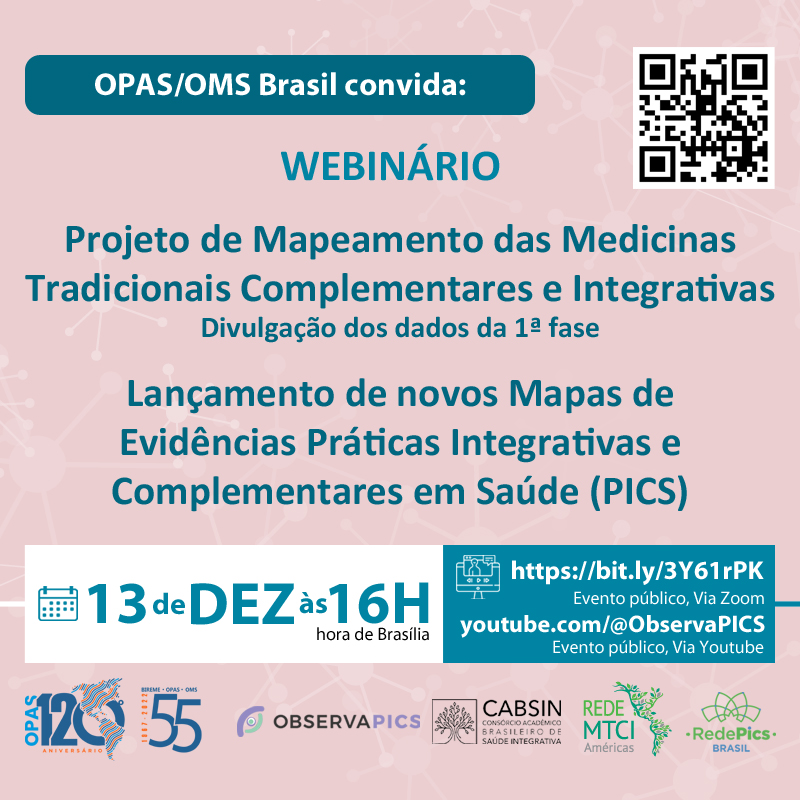 OPAS/OMS Brasil convida:
WEBINÁRIO
Projeto de Mapeamento das Medicinas
Tradicionais Complementares e Integrativas
Divulgação dos dados da 1ª fase
Lançamento de novos Mapas de
Evidências Práticas Integrativas e
Complementares em Saúde (PICS)
13 de DEZ às 16H
hora de Brasília
https://bit.ly/3Y61rPK
Evento público, Via Zoom
youtube.com/@ObservaPICS
Evento público, Via Youtube
OPAS
120
ANIVERSÁRIO
BIREME • OPAS • OMS
1967 - 2022
55
OBSERVAPICS
CABSIN
CONSÓRCIO ACADÊMICO
BRASILEIRO DE
SAÚDE INTEGRATIVA
REDE
MTCI
Américas
•RedePics•
BRASIL